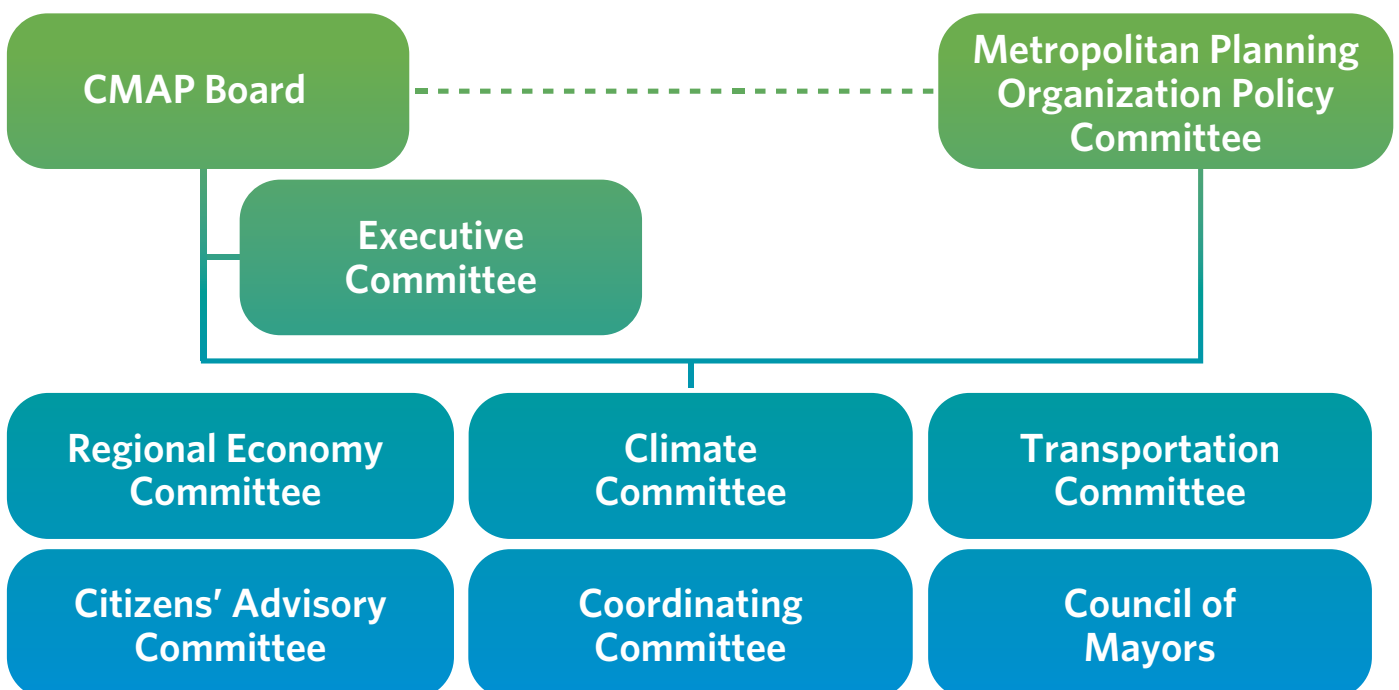 CMAP Board
Metropolitan Planning
Organization Policy
Committee
Executive
Committee
Regional Economy
Committee
Climate
Committee
Transportation
Committee
Citizens’ Advisory
Committee
Coordinating
Committee
Council of
Mayors